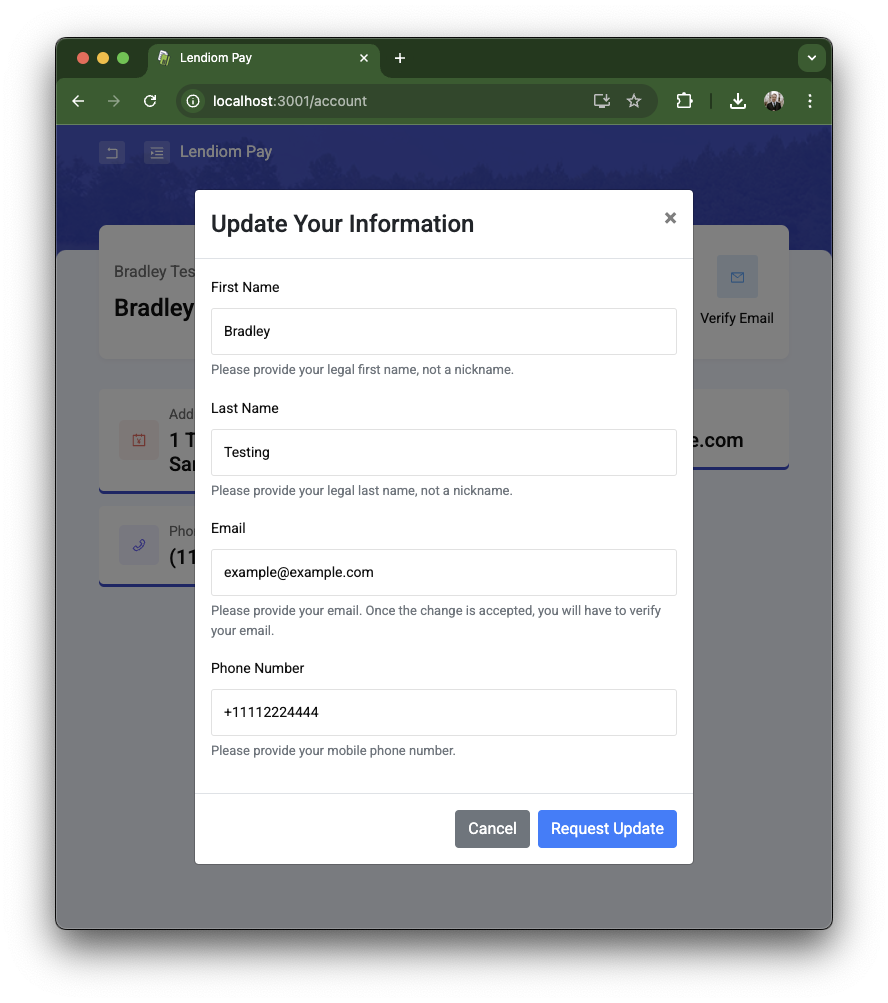 Lendiom Pay
localhost:3001/account
Lendiom Pay
Update Your Information
Bradley Tes
Bradley
Verify Email
First Name
Bradley
Please provide your legal first name, not a nickname.
Last Name
Add
1 T
Sar
e.com
Testing
Please provide your legal last name, not a nickname.
Email
Pho
(11
example@example.com
Please provide your email. Once the change is accepted, you will have to verify
your email.
Phone Number
+11112224444
Please provide your mobile phone number.
Cancel
Request Update